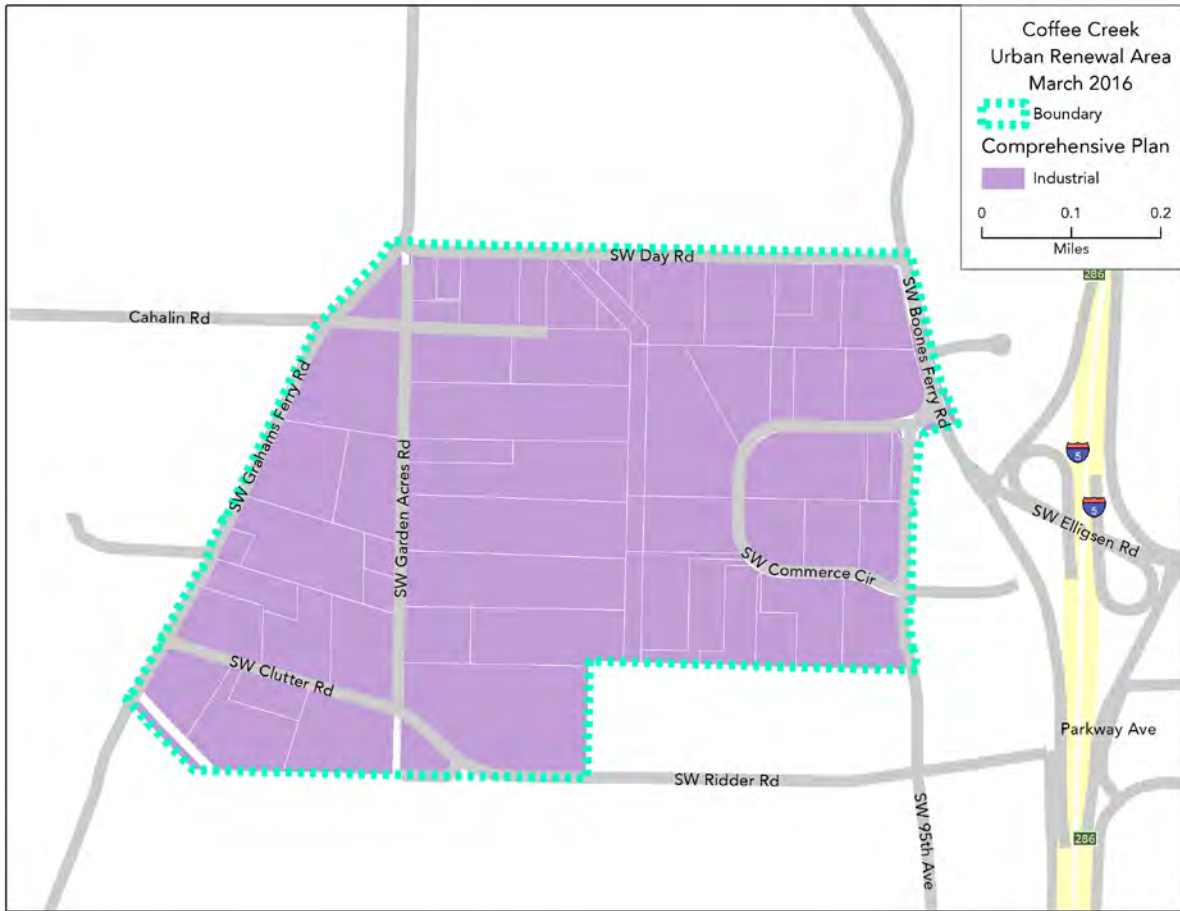 Coffee Creek
Urban Renewal Area
March 2016
Boundary
Comprehensive Plan
Industrial
0 0.1 0.2
Miles
286
SW Day Rd
Cahalin Rd
SW Boones Ferry Rd
SW Grahams Ferry Rd
SW Garden Acres Rd
5
5
SW Elligsen Rd
SW Commerce Cir
SW Clutter Rd
Parkway Ave
SW Ridder Rd
SW 95th Ave
286